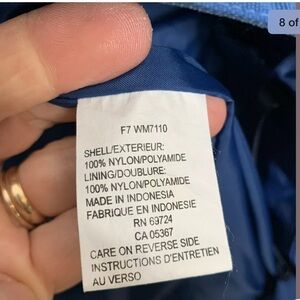 8 of
F7 WM7110
SHELL/EXTERIEUR:
100% NYLON/POLYAMIDE
LINING/DOUBLURE:
100% NYLON/POLYAMIDE
MADE IN INDONESIA
FABRIQUE EN INDONESIE
RN 69724
CA 05367
CARE ON REVERSE SIDE
INSTRUCTIONS D'ENTRETIEN
AU VERSO